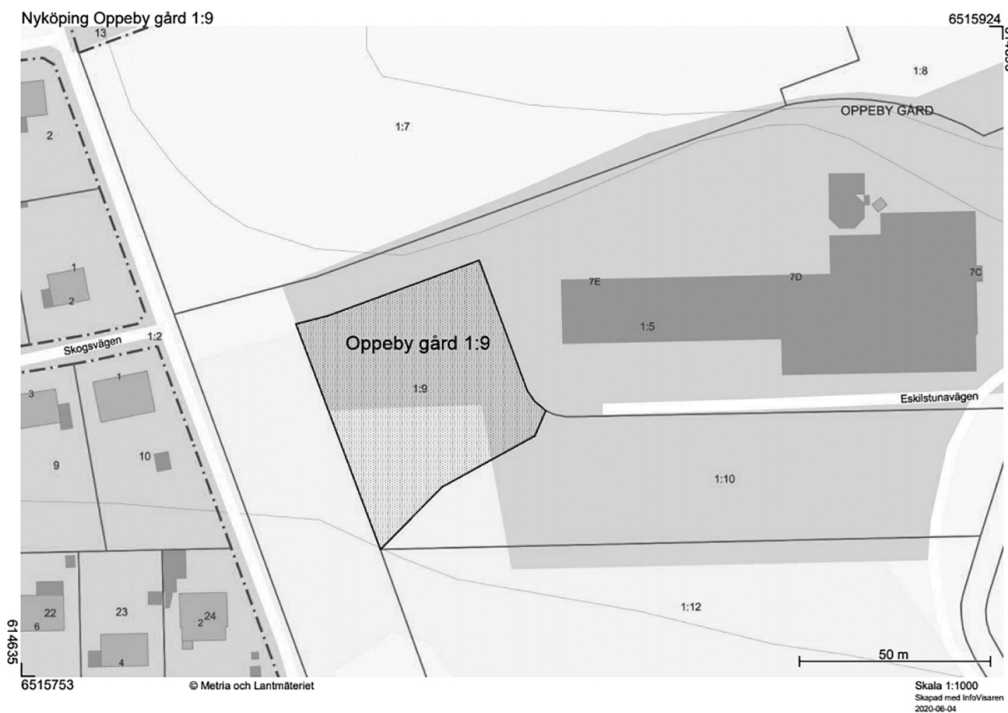 Nyköping Oppeby gård 1:9
6515924
13
1:8
OPPEBY GÅRD
1:7
2
1
2
7E
7D
7C
1:5
1:2
Skogsvägen
Oppeby gård 1:9
1:9
3
1
Eskilstunavägen
9
10
1:10
22
6
23
4
24
2
1:12
614635
50 m
6515753
© Metria och Lantmäteriet
Skala 1:1000
Skapad med InfoVisaren
2020-06-04